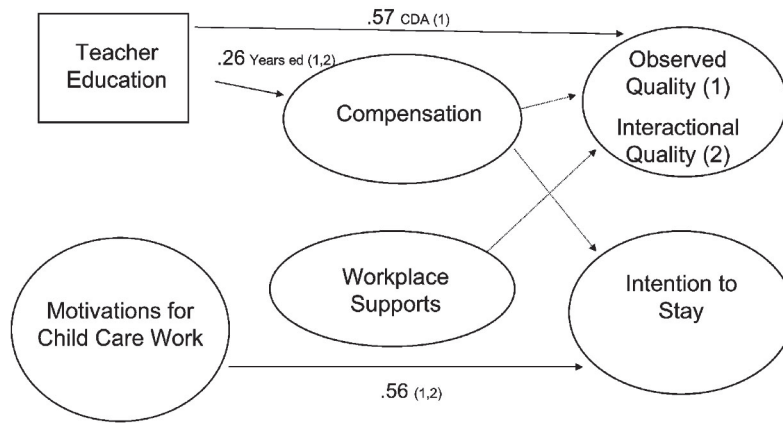 .57 CDA (1)
Teacher
Education
.26 Years ed (1,2)
Compensation
Observed
Quality (1)
Interactional
Quality (2)
Workplace
Supports
Motivations for
Child Care Work
Intention to
Stay
.56 (1,2)